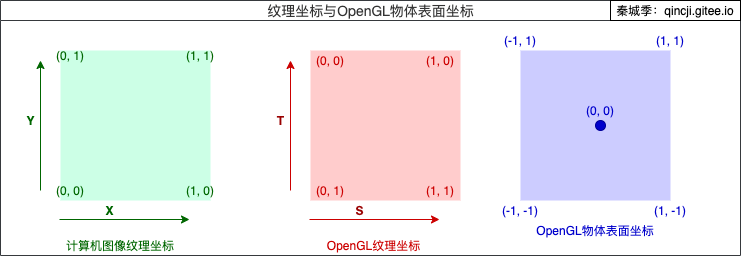 纹理坐标与OpenGL物体表面坐标
秦城季：qincji.gitee.io
(0, 1) (1, 1)
Y
(0, 0) (1, 0)
X
计算机图像纹理坐标
(0, 0) (1, 0)
T
(0, 1) (1, 1)
S
OpenGL纹理坐标
(-1, 1) (1, 1)
(0, 0)
(-1, -1) (1, -1)
OpenGL物体表面坐标